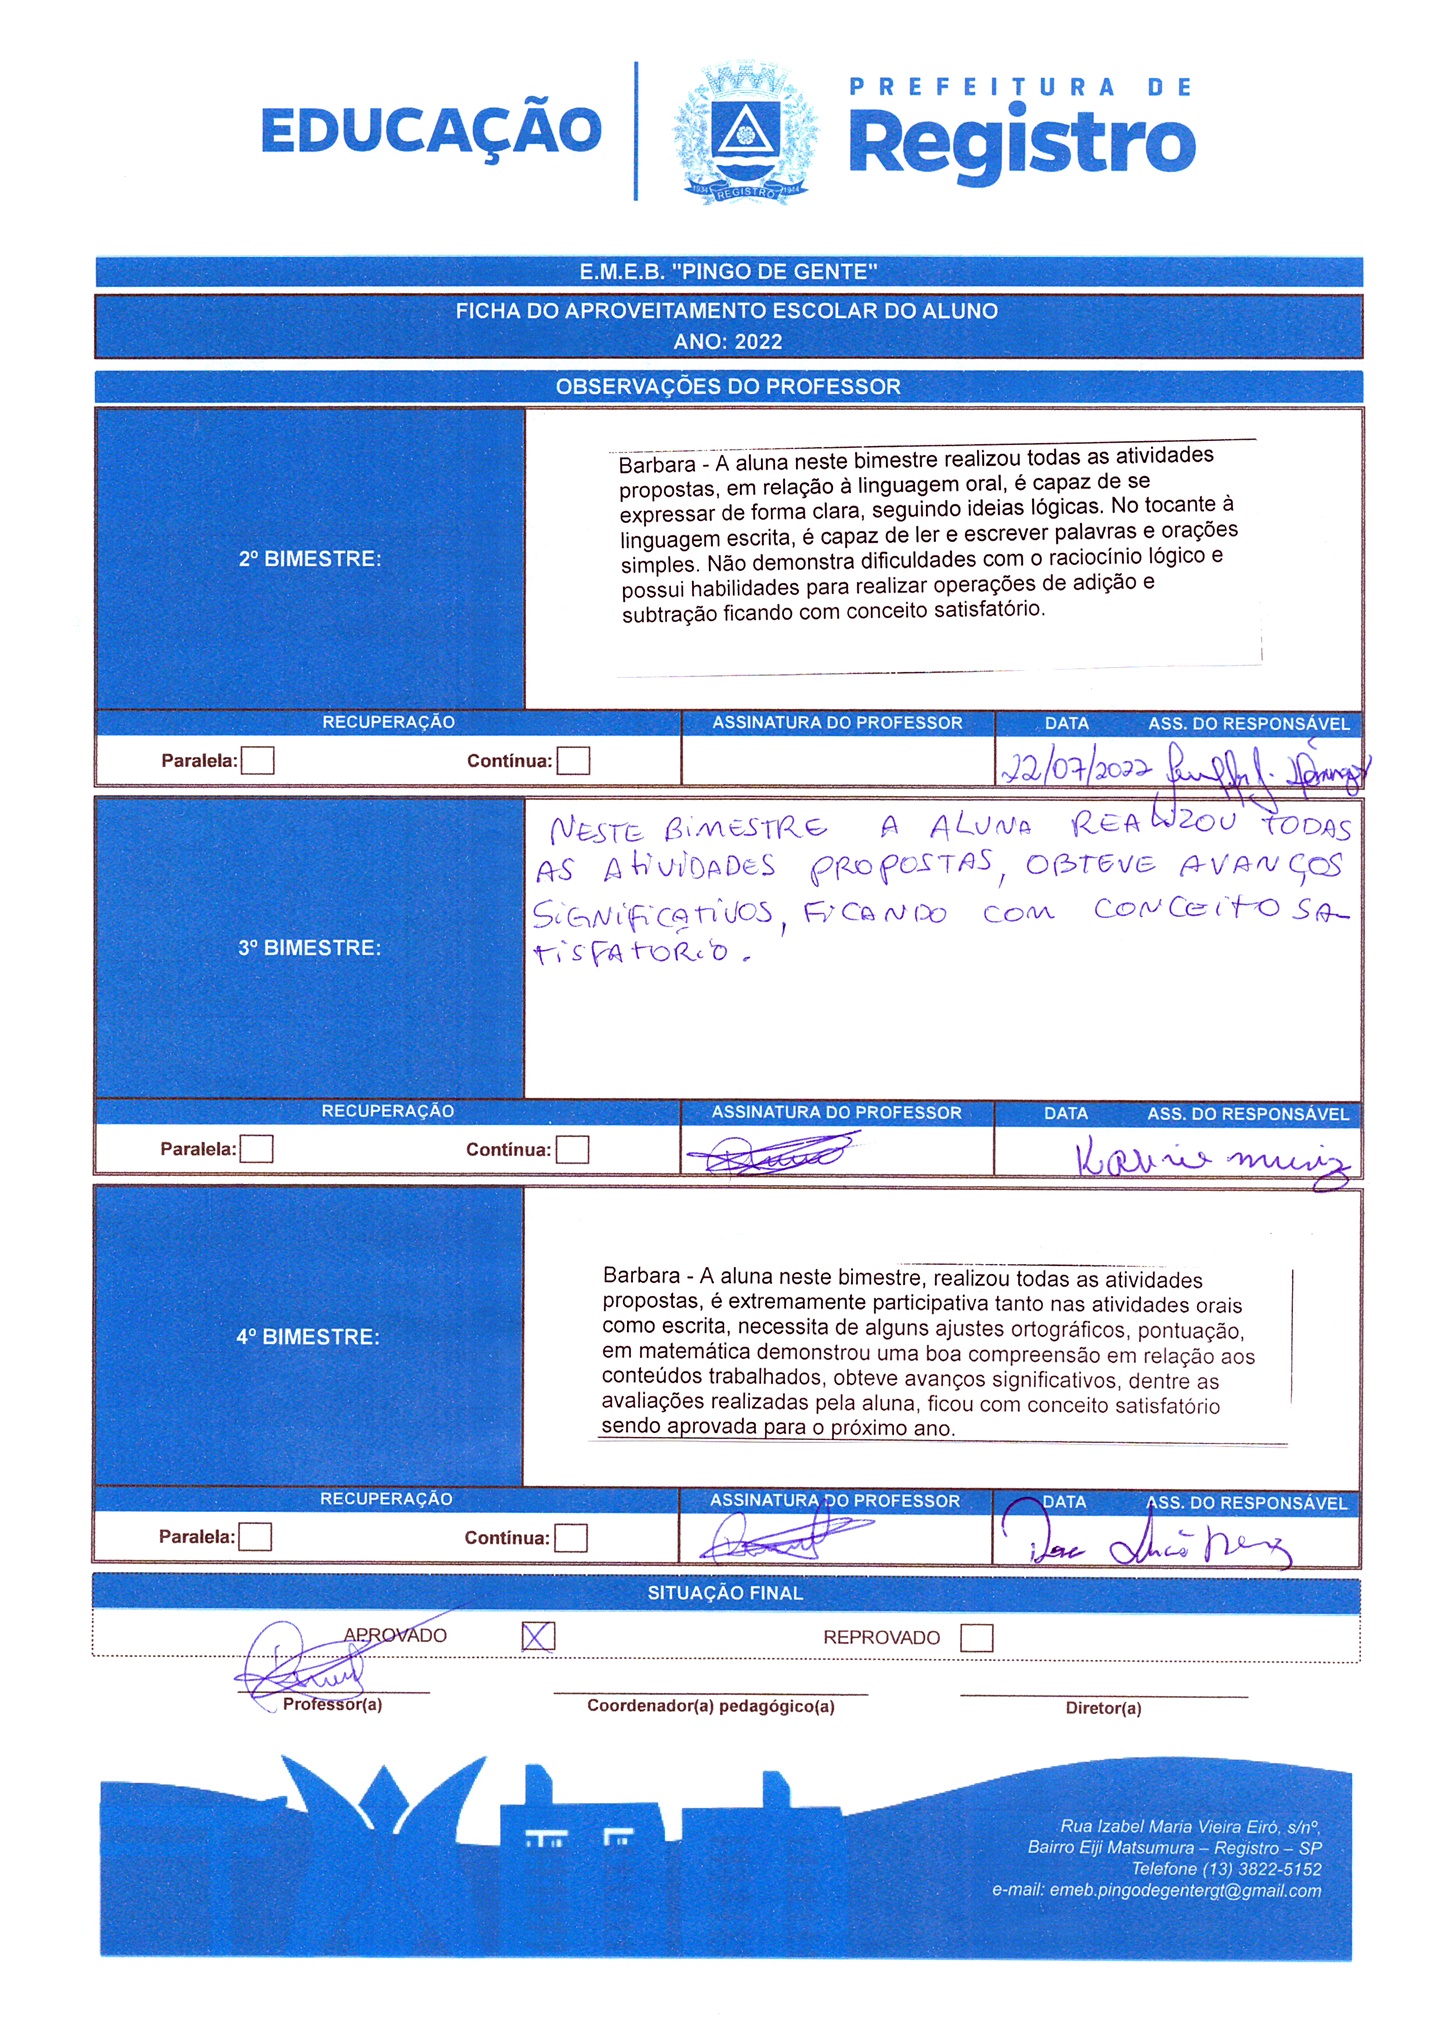 EDUCAÇÃO
PREFEITURA DE
Registro
1934 REGISTRO 1944
E.M.E.B. "PINGO DE GENTE"
FICHA DO APROVEITAMENTO ESCOLAR DO ALUNO
ANO: 2022
OBSERVAÇÕES DO PROFESSOR
2º BIMESTRE:
Barbara - A aluna neste bimestre realizou todas as atividades
propostas, em relação à linguagem oral, é capaz de se
expressar de forma clara, seguindo ideias lógicas. No tocante à
linguagem escrita, é capaz de ler e escrever palavras e orações
simples. Não demonstra dificuldades com o raciocínio lógico e
possui habilidades para realizar operações de adição e
subtração ficando com conceito satisfatório.
RECUPERAÇÃO ASSINATURA DO PROFESSOR DATA ASS. DO RESPONSÁVEL
Paralela: Contínua: 22/07/2022
3º BIMESTRE:
NESTE BIMESTRE A ALUNA REALIZOU TODAS
AS ATIVIDADES PROPOSTAS, OBTEVE AVANÇOS
SIGNIFICATIVOS, FICANDO COM CONCEITO SA-
TISFATÓRIO.
RECUPERAÇÃO ASSINATURA DO PROFESSOR DATA ASS. DO RESPONSÁVEL
Paralela: Contínua: Karine Muniz
4º BIMESTRE:
Barbara - A aluna neste bimestre, realizou todas as atividades
propostas, é extremamente participativa tanto nas atividades orais
como escrita, necessita de alguns ajustes ortográficos, pontuação,
em matemática demonstrou uma boa compreensão em relação aos
conteúdos trabalhados, obteve avanços significativos, dentre as
avaliações realizadas pela aluna, ficou com conceito satisfatório
sendo aprovada para o próximo ano.
RECUPERAÇÃO ASSINATURA DO PROFESSOR DATA ASS. DO RESPONSÁVEL
Paralela: Contínua:
SITUAÇÃO FINAL
APROVADO X REPROVADO
Professor(a) Coordenador(a) pedagógico(a) Diretor(a)
Rua Izabel Maria Vieira Eiró, s/nº,
Bairro Eiji Matsumura – Registro – SP
Telefone (13) 3822-5152
e-mail: emeb.pingodegentergt@gmail.com